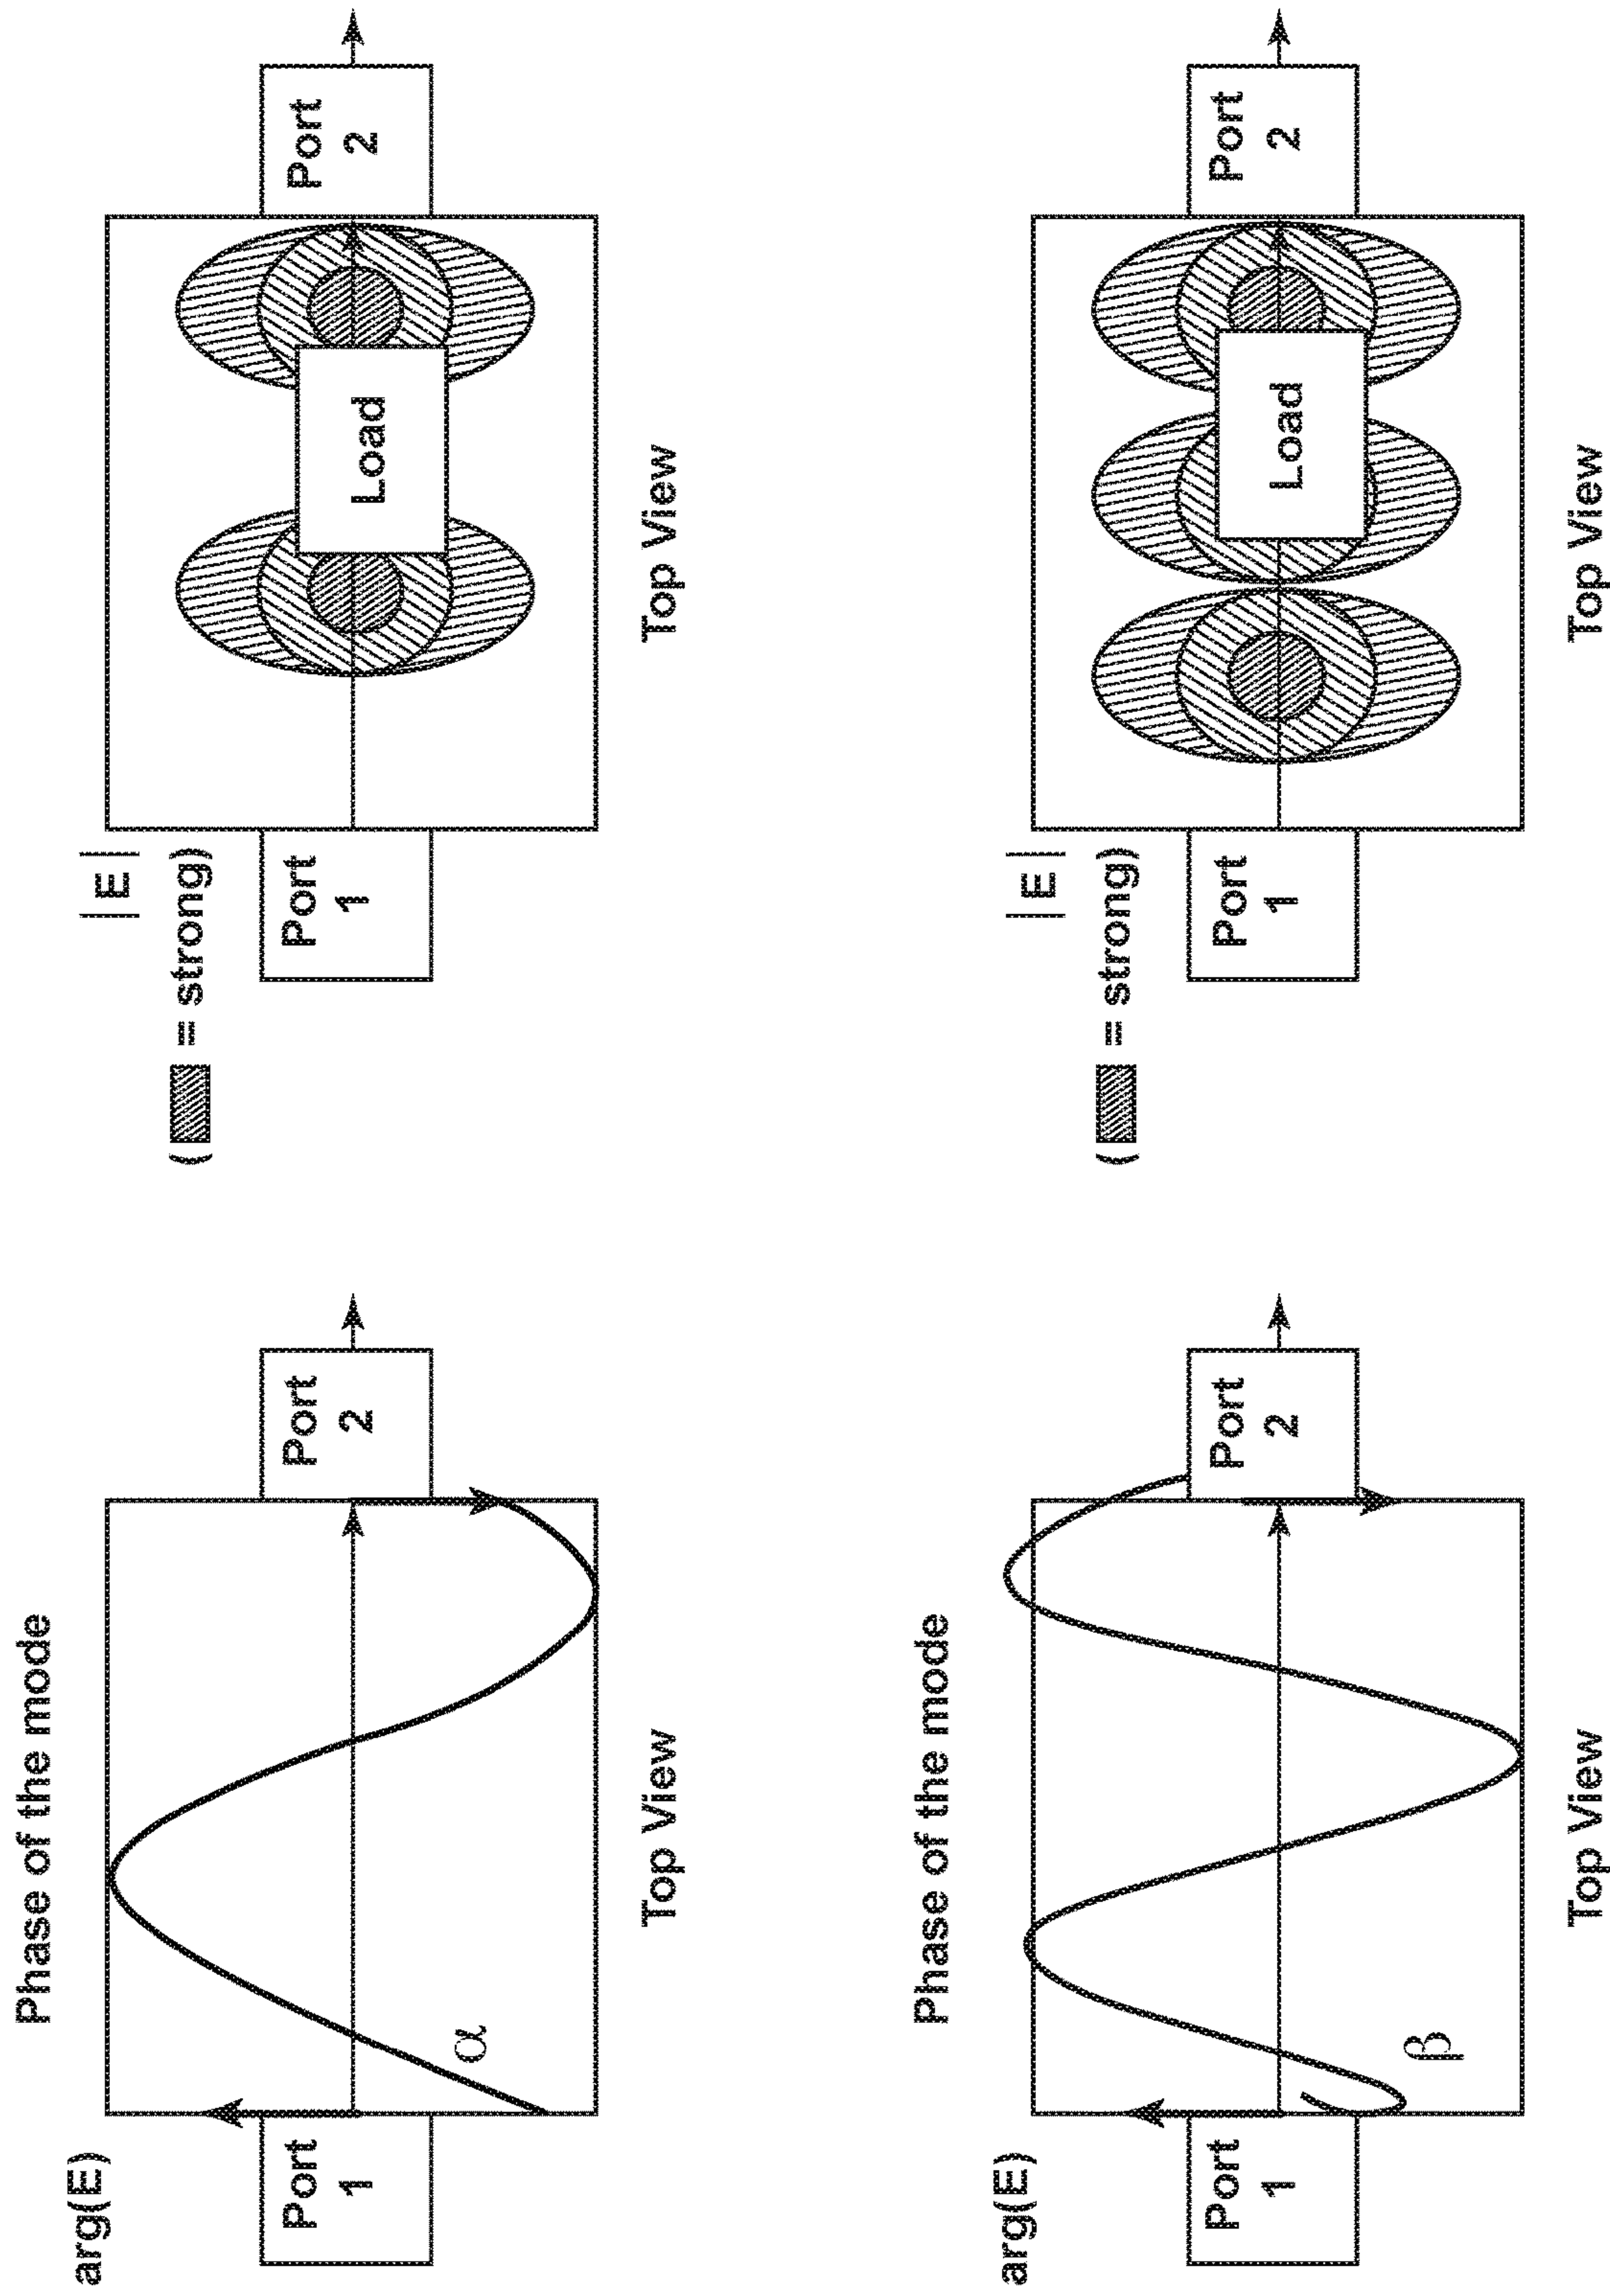 Phase of the mode
arg(E)
Port
1
α
Port
2
Top View
|E|
( = strong)
Port
1
Load
Port
2
Top View
Phase of the mode
arg(E)
Port
1
β
Port
2
Top View
|E|
( = strong)
Port
1
Load
Port
2
Top View